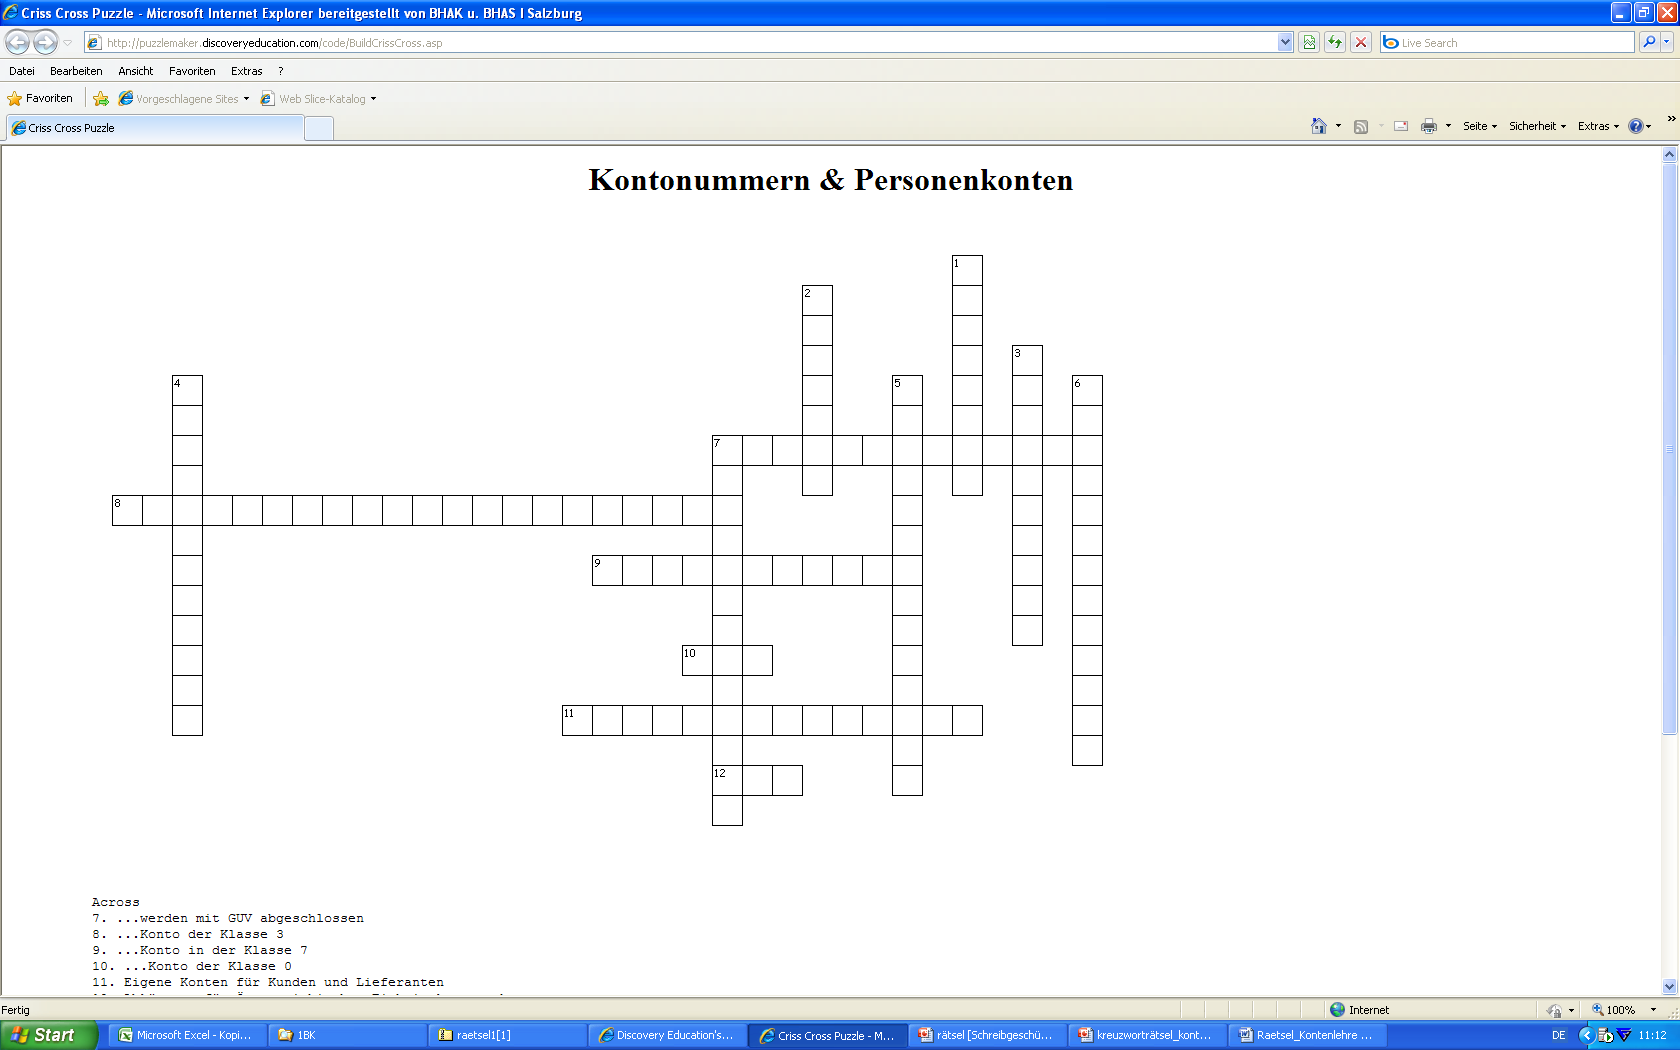 Criss Cross Puzzle - Microsoft Internet Explorer bereitgestellt von BHAK u. BHAS I Salzburg
http://puzzlemaker.discoveryeducation.com/code/BuildCrissCross.asp
Live Search
Datei Bearbeiten Ansicht Favoriten Extras ?
Favoriten Vorgeschlagene Sites Web Slice-Katalog
Criss Cross Puzzle
Seite Sicherheit Extras
Kontonummern & Personenkonten
1
2
3
4 5 6
7
8
9
10
11
12
Across
7. ...werden mit GUV abgeschlossen
8. ...Konto der Klasse 3
9. ...Konto in der Klasse 7
10. ...Konto der Klasse 0
11. Eigene Konten für Kunden und Lieferanten
Fertig Internet 100%
Start Microsoft Excel - Kopi... 1BK raetsel1[1] Discovery Education's... Criss Cross Puzzle - M... rätsel [Schreibgeschü... kreuzworträtsel_kont... Raetsel_Kontenlehre ... DE 11:12